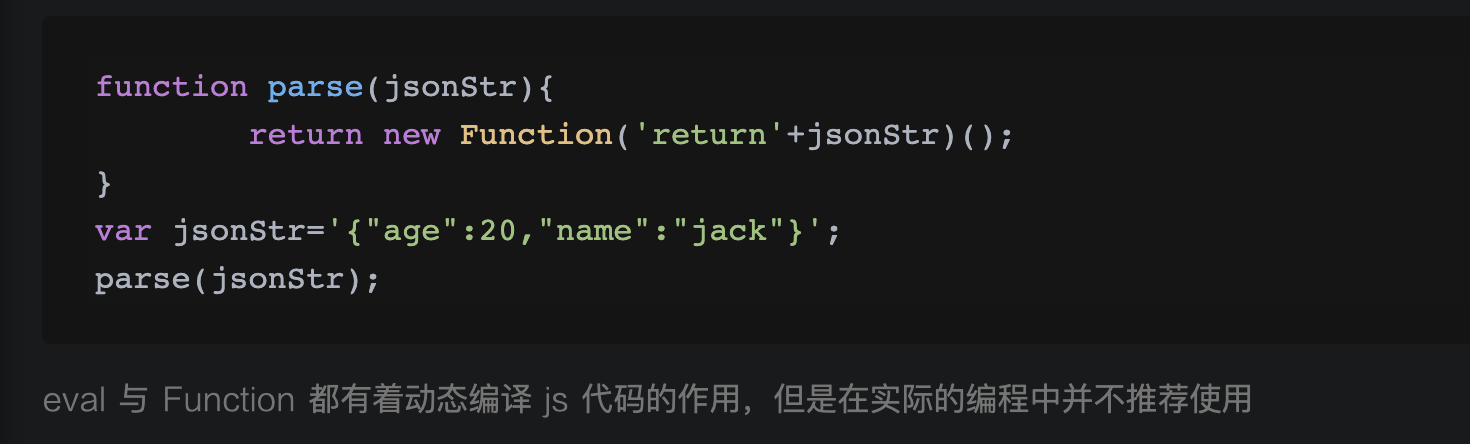 function parse(jsonStr){
        return new Function('return'+jsonStr)();
}
var jsonStr='{"age":20,"name":"jack"}';
parse(jsonStr);
eval 与 Function 都有着动态编译 js 代码的作用，但是在实际的编程中并不推荐使用